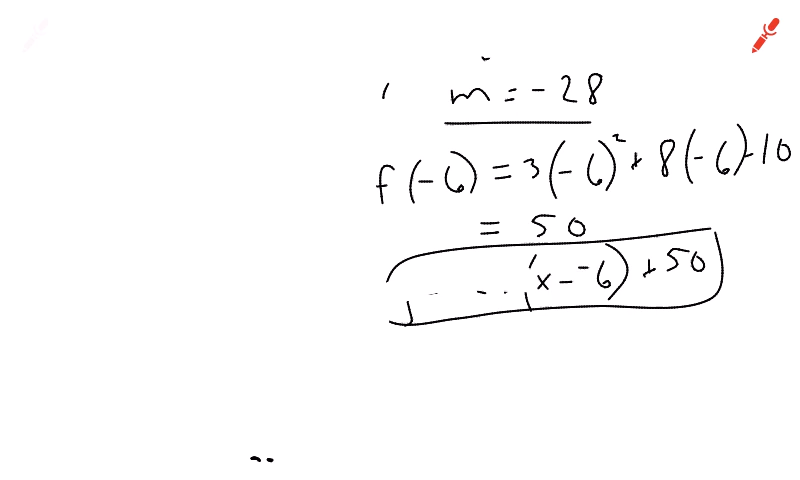 m = -28
f(-6) = 3(-6)² + 8(-6)-10
= 50
(x - -6) + 50